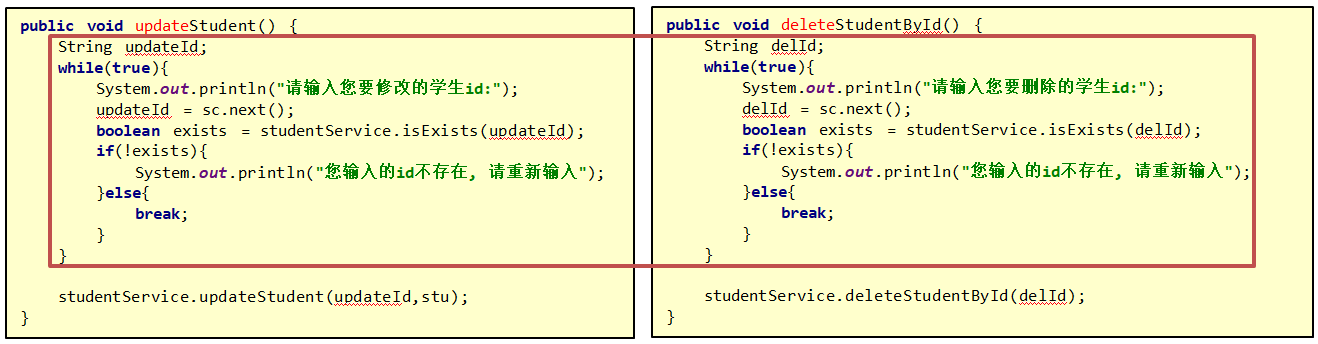 public void updateStudent() {
String updateId;
while(true){
System.out.println("请输入您要修改的学生id:");
updateId = sc.next();
boolean exists = studentService.isExists(updateId);
if(!exists){
System.out.println("您输入的id不存在, 请重新输入");
}else{
break;
}
}
studentService.updateStudent(updateId,stu);
}
public void deleteStudentById() {
String delId;
while(true){
System.out.println("请输入您要删除的学生id:");
delId = sc.next();
boolean exists = studentService.isExists(delId);
if(!exists){
System.out.println("您输入的id不存在, 请重新输入");
}else{
break;
}
}
studentService.deleteStudentById(delId);
}